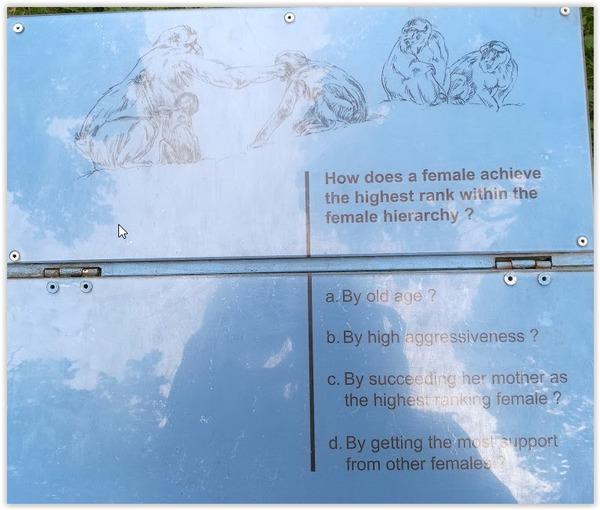 How does a female achieve
the highest rank within the
female hierarchy ?
a. By old age ?
b. By high aggressiveness ?
c. By succeeding her mother as
the highest ranking female ?
d. By getting the most support
from other females ?